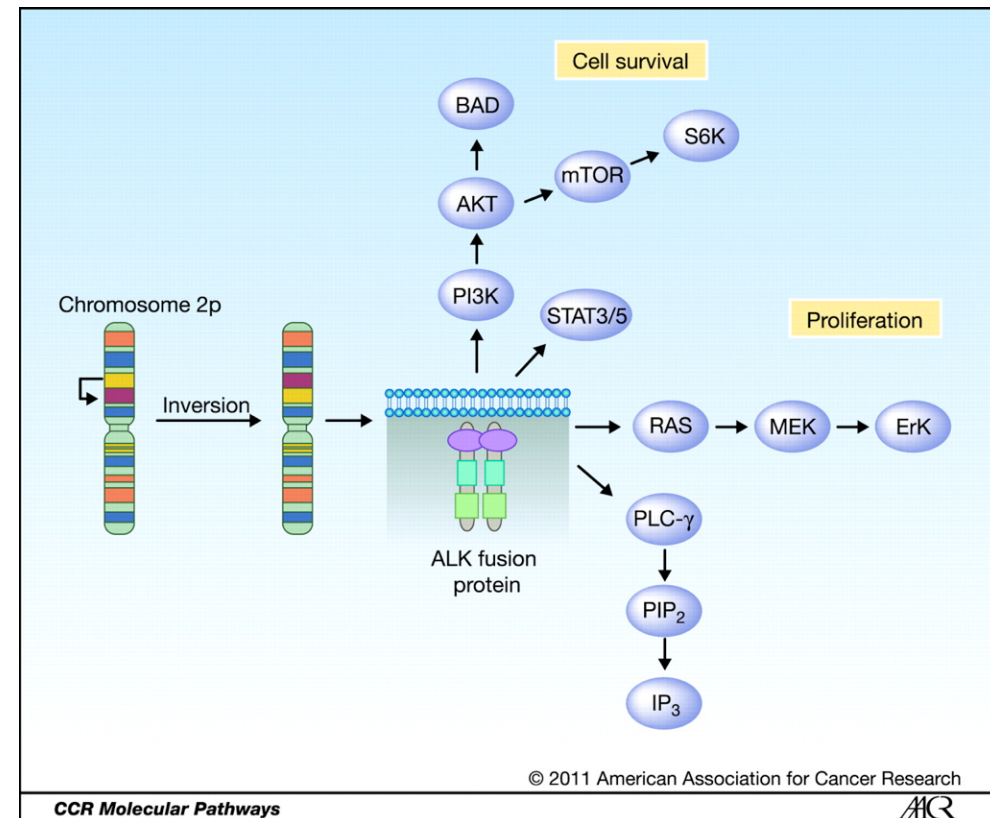 Cell survival
BAD
S6K
mTOR
AKT
PI3K
Chromosome 2p
STAT3/5
Proliferation
Inversion
RAS
MEK
ErK
PLC-γ
ALK fusion
protein
PIP₂
IP₃
© 2011 American Association for Cancer Research
CCR Molecular Pathways
AACR